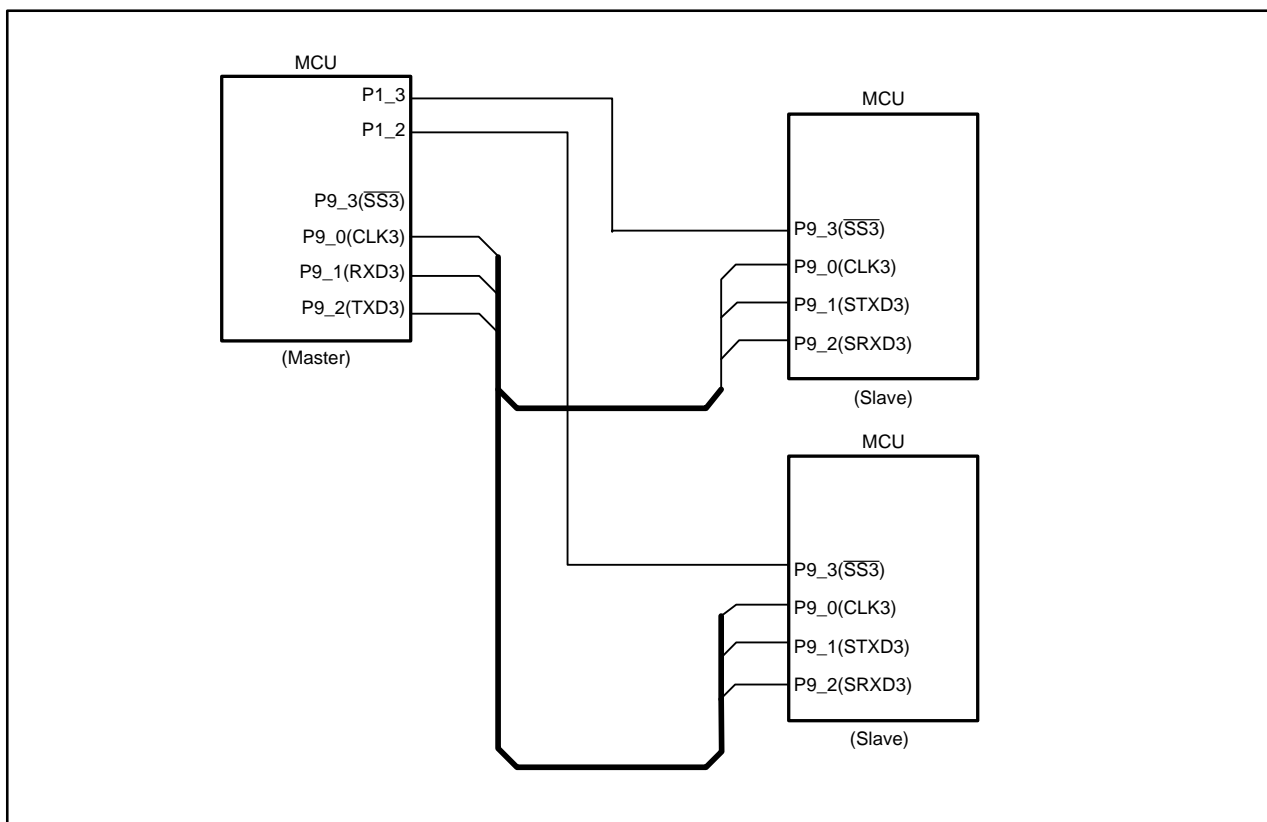 MCU
P1_3
P1_2
P9_3(SS3)
P9_0(CLK3)
P9_1(RXD3)
P9_2(TXD3)
(Master)
MCU
P9_3(SS3)
P9_0(CLK3)
P9_1(STXD3)
P9_2(SRXD3)
(Slave)
MCU
P9_3(SS3)
P9_0(CLK3)
P9_1(STXD3)
P9_2(SRXD3)
(Slave)